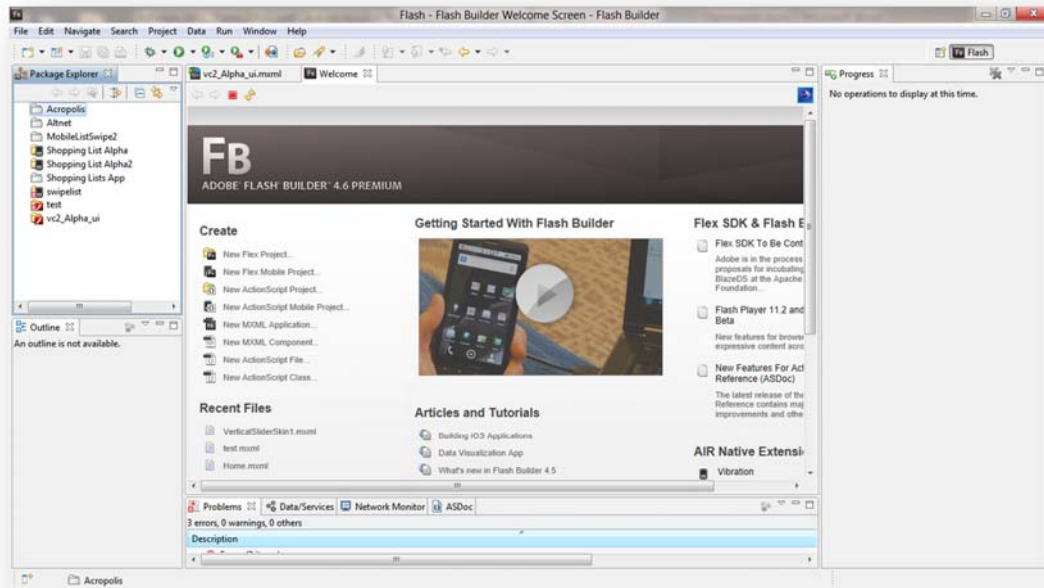 Flash - Flash Builder Welcome Screen - Flash Builder
File Edit Navigate Search Project Data Run Window Help
Flash
Package Explorer
Acropolis
Altnet
MobileListSwipe2
Shopping List Alpha
Shopping List Alpha2
Shopping Lists App
swipelist
test
vc2_Alpha_ui
Outline
An outline is not available.
vc2_Alpha_ui.mxml
Welcome
FB
ADOBE® FLASH® BUILDER™ 4.6 PREMIUM
Create
New Flex Project...
New Flex Mobile Project...
New ActionScript Project...
New ActionScript Mobile Project...
New MXML Application...
New MXML Component...
New ActionScript File...
New ActionScript Class...
Recent Files
VerticalSliderSkin1.mxml
test.mxml
Home.mxml
Getting Started With Flash Builder
Articles and Tutorials
Building iOS Applications
Data Visualization App
What's new in Flash Builder 4.5
Flex SDK & Flash B
Flex SDK To Be Cont
Adobe is in the process
proposals for incubating
BlazeDS at the Apache
Foundation...
Flash Player 11.2 and
Beta
New features for browse
expressive content acro
New Features For Act
Reference (ASDoc)
The latest release of the
Reference contains maj
improvements and othe
AIR Native Extensi
Vibration
Progress
No operations to display at this time.
Problems Data/Services Network Monitor ASDoc
3 errors, 0 warnings, 0 others
Description
Acropolis